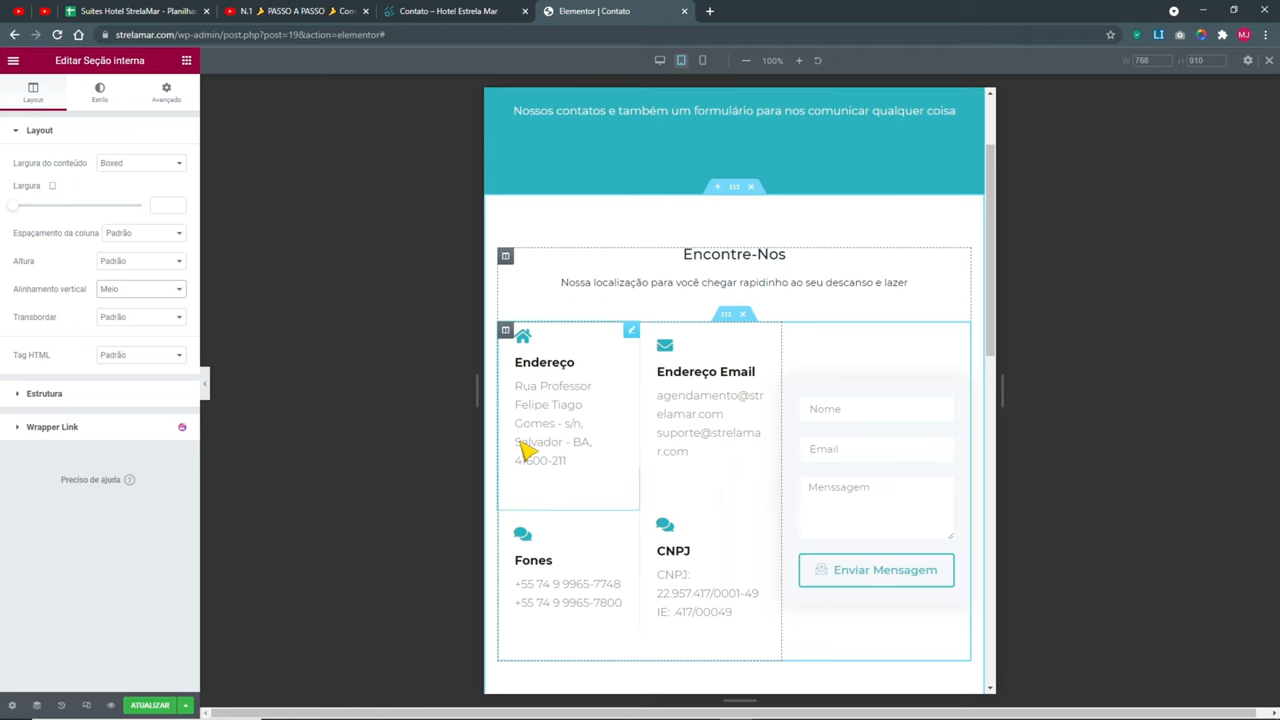 Suites Hotel StrelaMar - Planilha
N.1 🔑 PASSO A PASSO 🔑 Com
Contato – Hotel Estrela Mar
Elementor | Contato
strelamar.com/wp-admin/post.php?post=19&action=elementor#
MJ
Editar Seção interna
100%
W 768 H 910
Layout Estilo Avançado
Layout
Largura do conteúdo Boxed
Largura
Espaçamento da coluna Padrão
Altura Padrão
Alinhamento vertical Meio
Transbordar Padrão
Tag HTML Padrão
Estrutura
Wrapper Link
Preciso de ajuda ?
ATUALIZAR
Nossos contatos e também um formulário para nos comunicar qualquer coisa
Encontre-Nos
Nossa localização para você chegar rapidinho ao seu descanso e lazer
Endereço
Rua Professor
Felipe Tiago
Gomes - s/n,
Salvador - BA,
41600-211
Endereço Email
agendamento@str
elamar.com
suporte@strelama
r.com
Fones
+55 74 9 9965-7748
+55 74 9 9965-7800
CNPJ
CNPJ:
22.957.417/0001-49
IE: .417/00049
Nome
Email
Menssagem
Enviar Mensagem